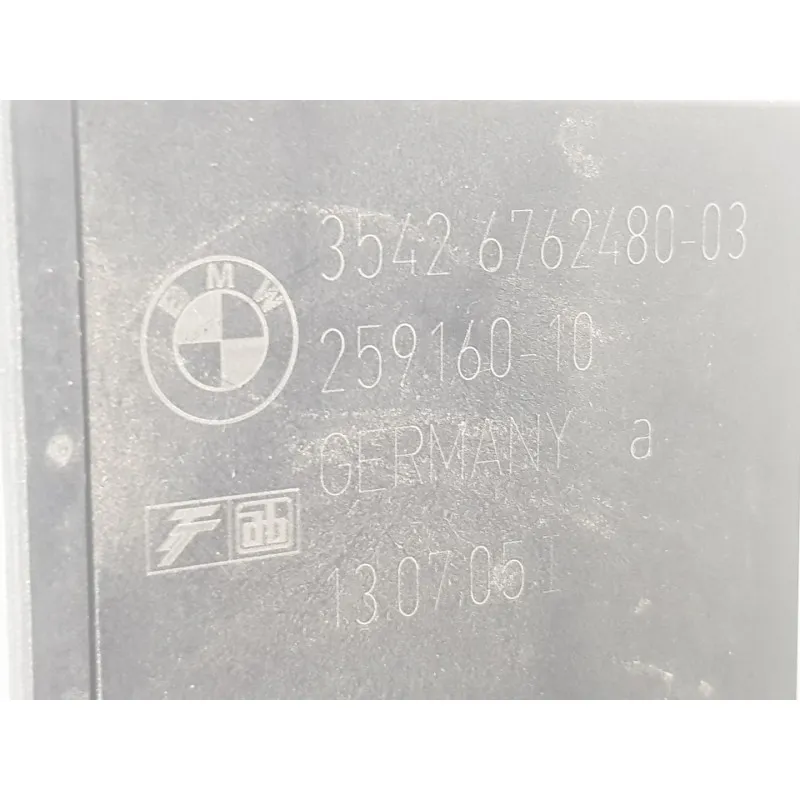 3542 6762480-03
BMW
259160-10
GERMANY a
13.07.05 I